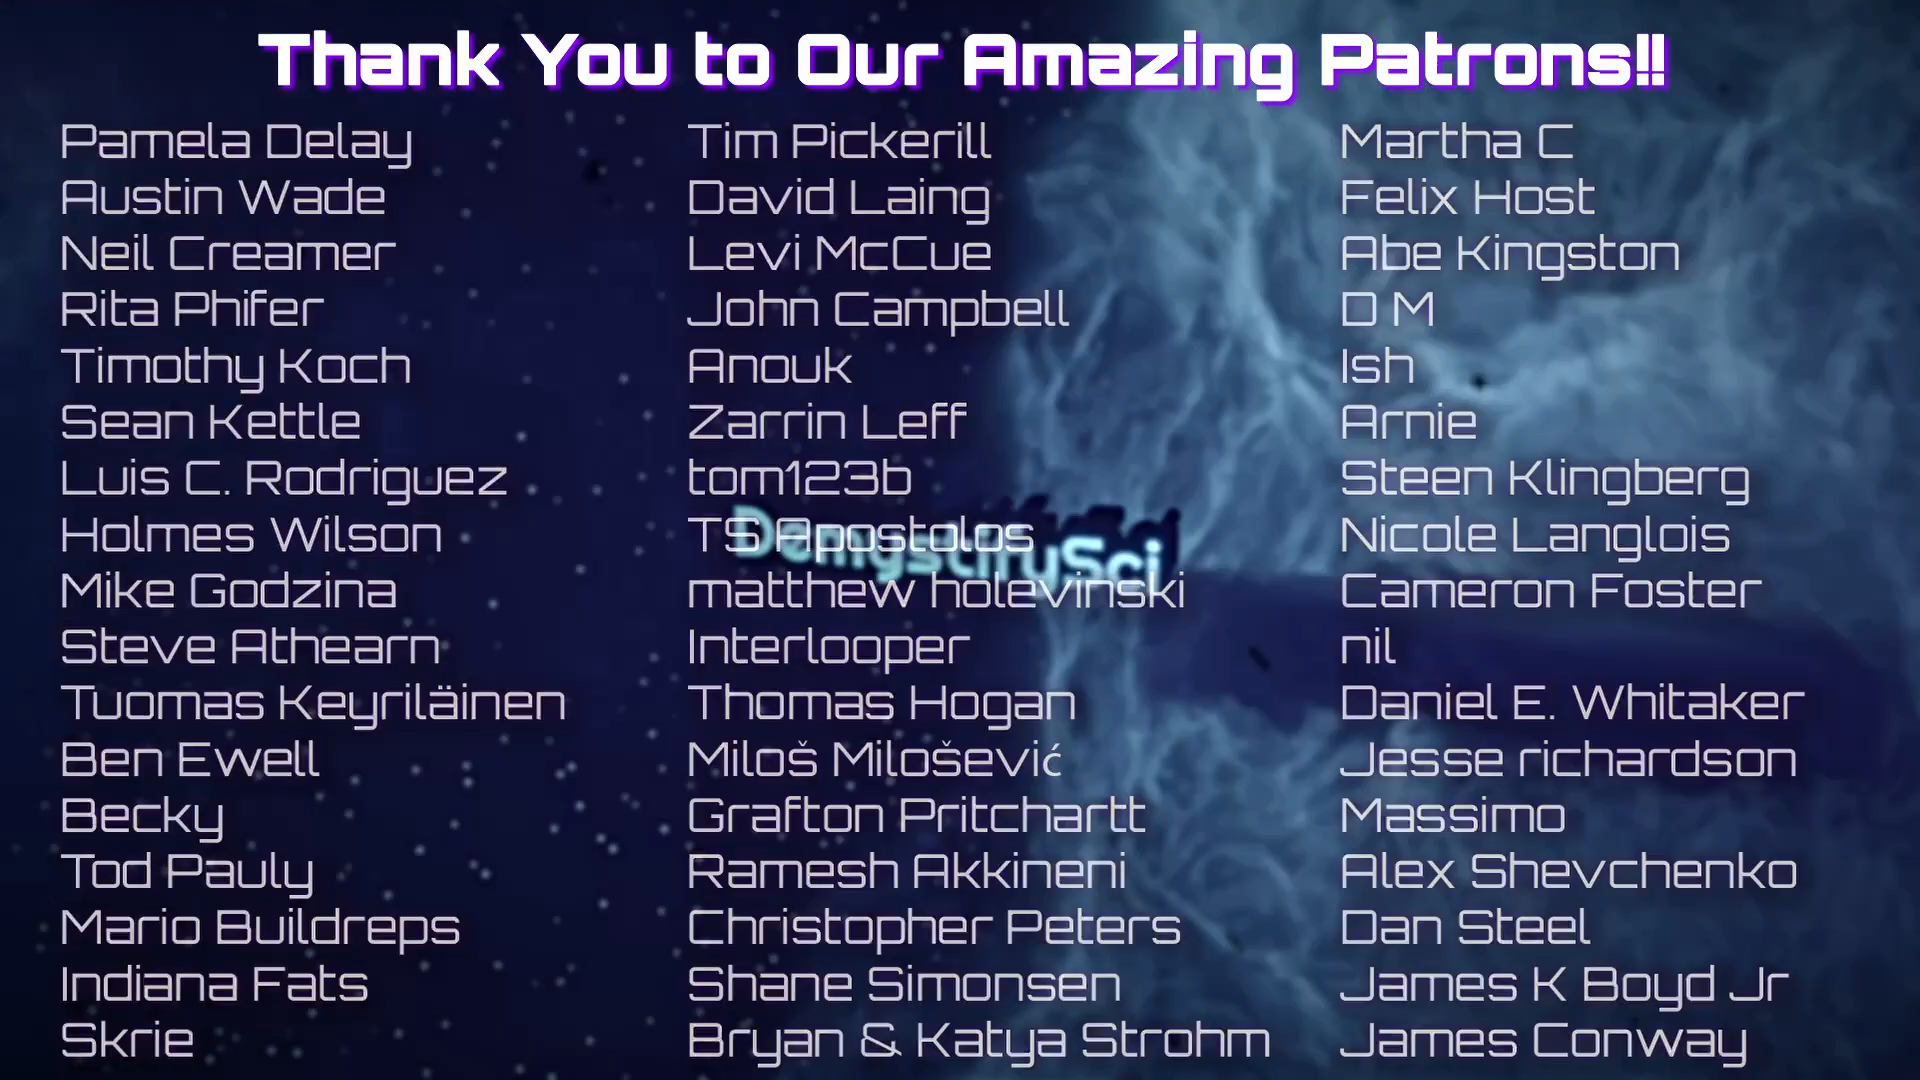 Thank You to Our Amazing Patrons!!
Pamela Delay
Austin Wade
Neil Creamer
Rita Phifer
Timothy Koch
Sean Kettle
Luis C. Rodriguez
Holmes Wilson
Mike Godzina
Steve Athearn
Tuomas Keyriläinen
Ben Ewell
Becky
Tod Pauly
Mario Buildreps
Indiana Fats
Skrie
Tim Pickerill
David Laing
Levi McCue
John Campbell
Anouk
Zarrin Leff
tom123b
TS Apostolos
matthew holevinski
Interlooper
Thomas Hogan
Miloš Milošević
Grafton Pritchartt
Ramesh Akkineni
Christopher Peters
Shane Simonsen
Bryan & Katya Strohm
Martha C
Felix Host
Abe Kingston
D M
Ish
Arnie
Steen Klingberg
Nicole Langlois
Cameron Foster
nil
Daniel E. Whitaker
Jesse richardson
Massimo
Alex Shevchenko
Dan Steel
James K Boyd Jr
James Conway
DemystifySci